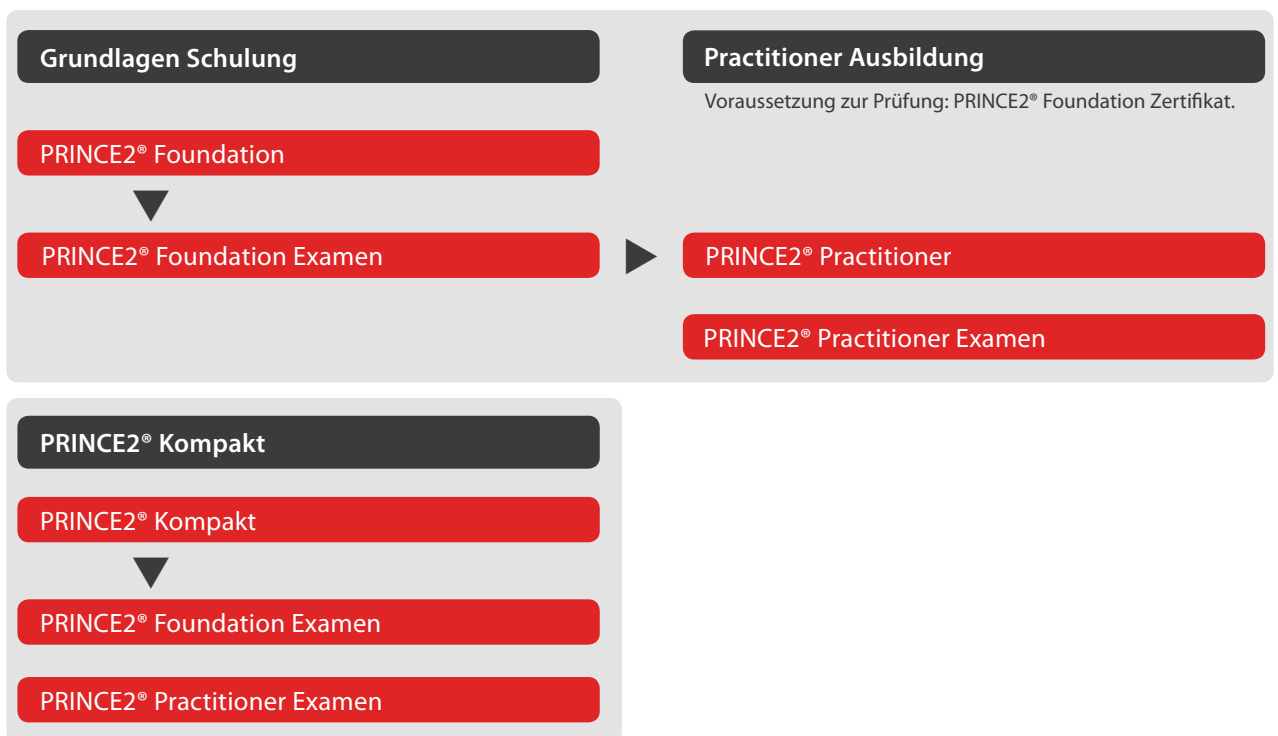 Grundlagen Schulung
PRINCE2® Foundation
PRINCE2® Foundation Examen
Practitioner Ausbildung
Voraussetzung zur Prüfung: PRINCE2® Foundation Zertifikat.
PRINCE2® Practitioner
PRINCE2® Practitioner Examen
PRINCE2® Kompakt
PRINCE2® Kompakt
PRINCE2® Foundation Examen
PRINCE2® Practitioner Examen